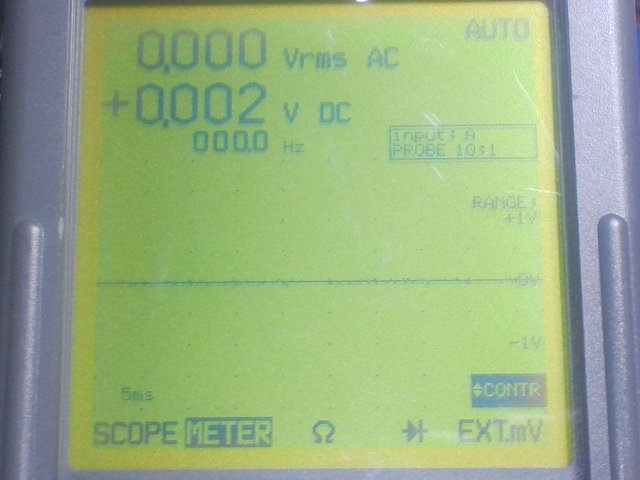 AUTO
0.000 Vrms AC
+0.002 V DC
000.0 Hz
input: A
PROBE 10:1
RANGE:
+1V
-0V
-1V
5ms
CONTR
SCOPE METER Ω EXT.mV